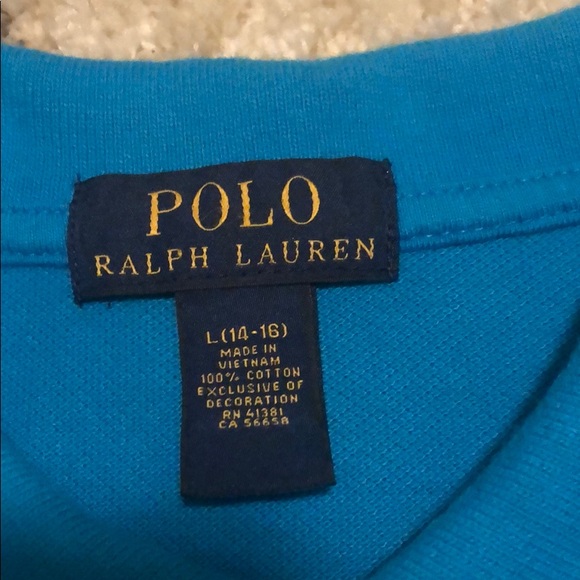 POLO
RALPH LAUREN
L(14-16)
MADE IN
VIETNAM
100% COTTON
EXCLUSIVE OF
DECORATION
RN 41381
CA 56658